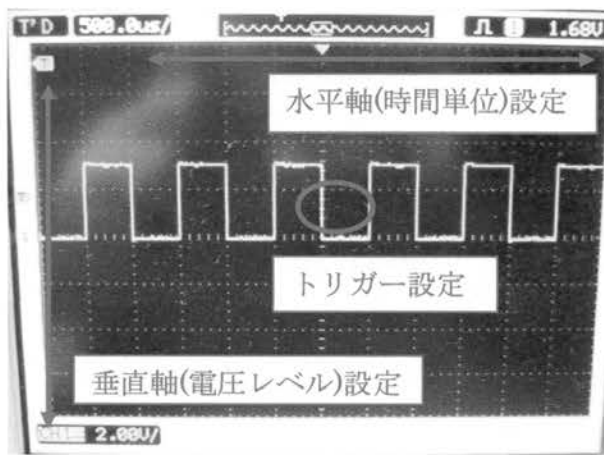 T'D 500.0us/ 1.68V
T
水平軸(時間単位)設定
トリガー設定
垂直軸(電圧レベル)設定
CH1 2.00V/